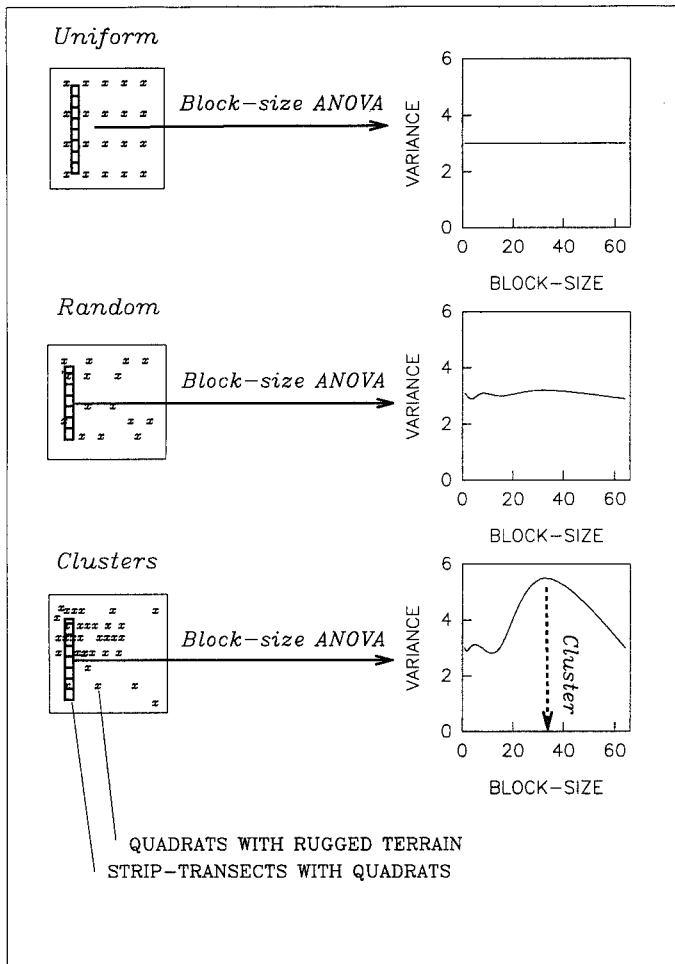 Uniform
Block-size ANOVA
VARIANCE
6
4
2
0
0 20 40 60
BLOCK-SIZE
Random
Block-size ANOVA
VARIANCE
6
4
2
0
0 20 40 60
BLOCK-SIZE
Clusters
Block-size ANOVA
VARIANCE
6
4
2
0
Cluster
0 20 40 60
BLOCK-SIZE
QUADRATS WITH RUGGED TERRAIN
STRIP-TRANSECTS WITH QUADRATS